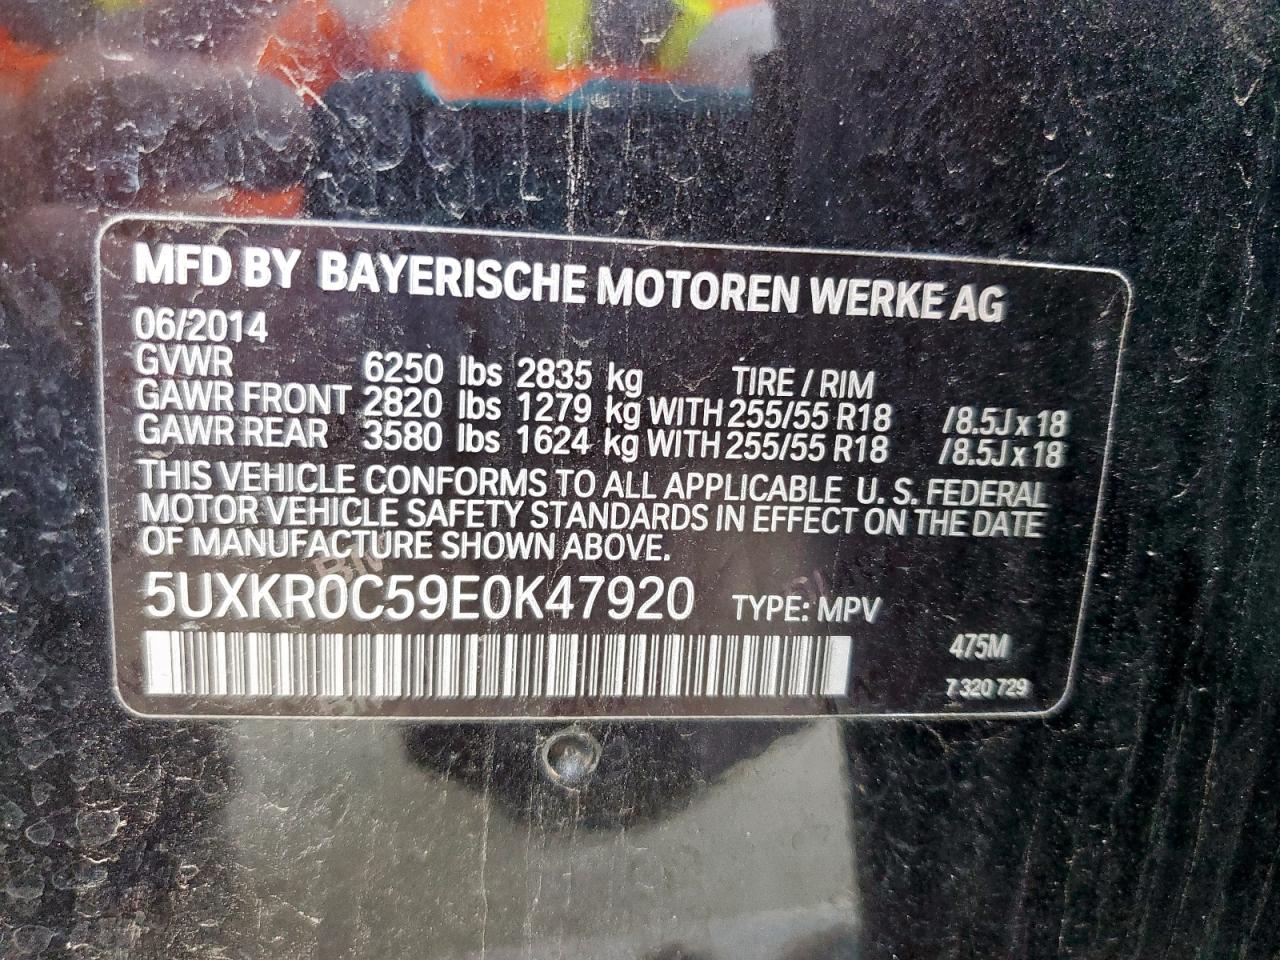 MFD BY BAYERISCHE MOTOREN WERKE AG
06/2014
GVWR 6250 lbs 2835 kg TIRE / RIM
GAWR FRONT 2820 lbs 1279 kg WITH 255/55 R18 /8.5J x 18
GAWR REAR 3580 lbs 1624 kg WITH 255/55 R18 /8.5J x 18
THIS VEHICLE CONFORMS TO ALL APPLICABLE U. S. FEDERAL
MOTOR VEHICLE SAFETY STANDARDS IN EFFECT ON THE DATE
OF MANUFACTURE SHOWN ABOVE.
5UXKR0C59E0K47920 TYPE: MPV
475M
7 320 729